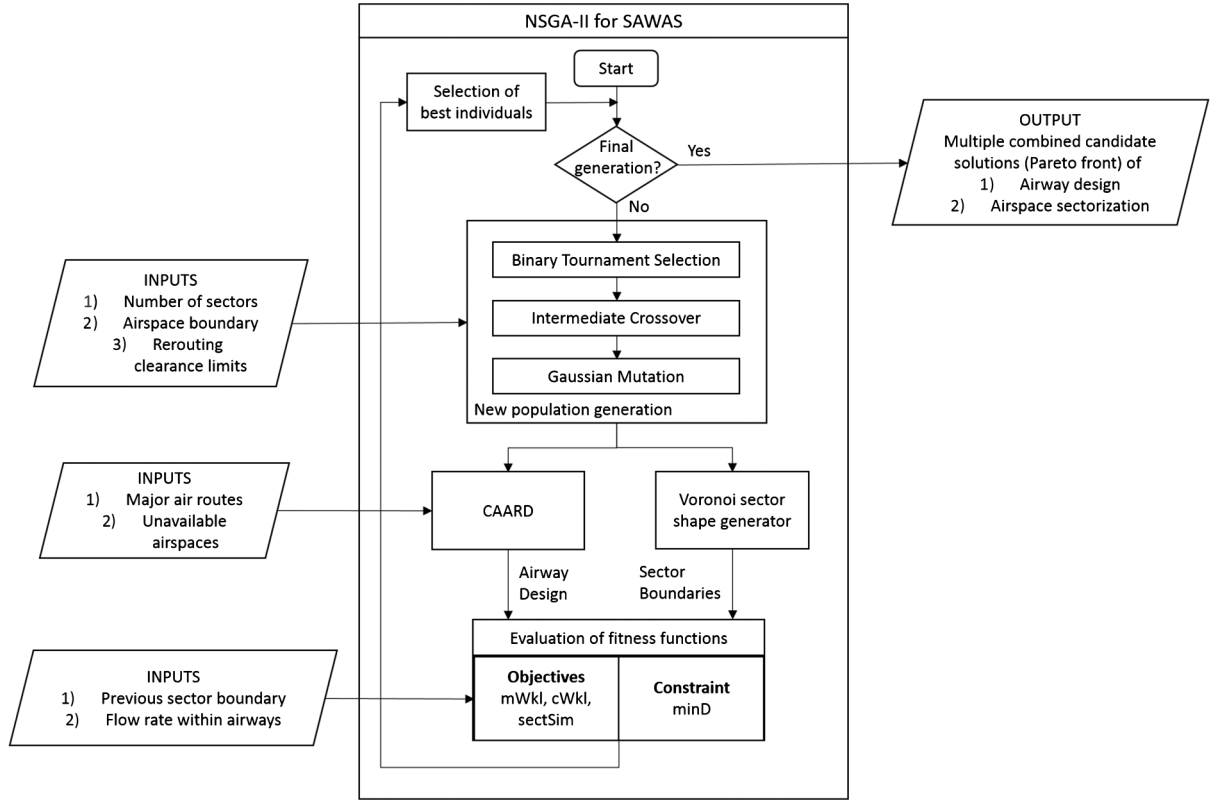 NSGA-II for SAWAS
Start
Selection of
best individuals
Final
generation?
Yes
No
OUTPUT
Multiple combined candidate
solutions (Pareto front) of
1) Airway design
2) Airspace sectorization
Binary Tournament Selection
Intermediate Crossover
Gaussian Mutation
New population generation
INPUTS
1) Number of sectors
2) Airspace boundary
3) Rerouting
clearance limits
INPUTS
1) Major air routes
2) Unavailable
airspaces
CAARD
Voronoi sector
shape generator
Airway
Design
Sector
Boundaries
Evaluation of fitness functions
Objectives
mWkl, cWkl,
sectSim
Constraint
minD
INPUTS
1) Previous sector boundary
2) Flow rate within airways